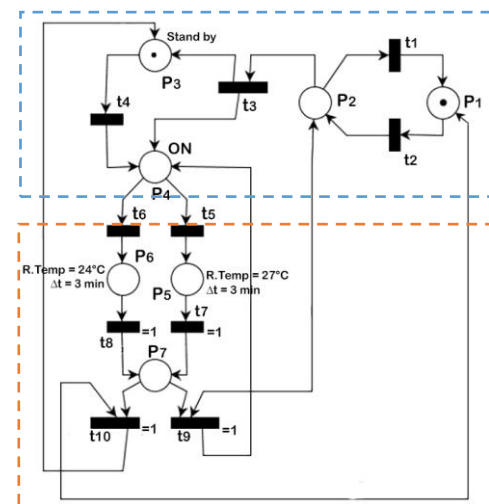 Stand by
t1
P3
t4
t3
P2
P1
t2
ON
P4
t6
t5
P6
R.Temp = 24°C
Δt = 3 min
P5
R.Temp = 27°C
Δt = 3 min
t7
=1
=1
t8
P7
t10
=1
t9
=1